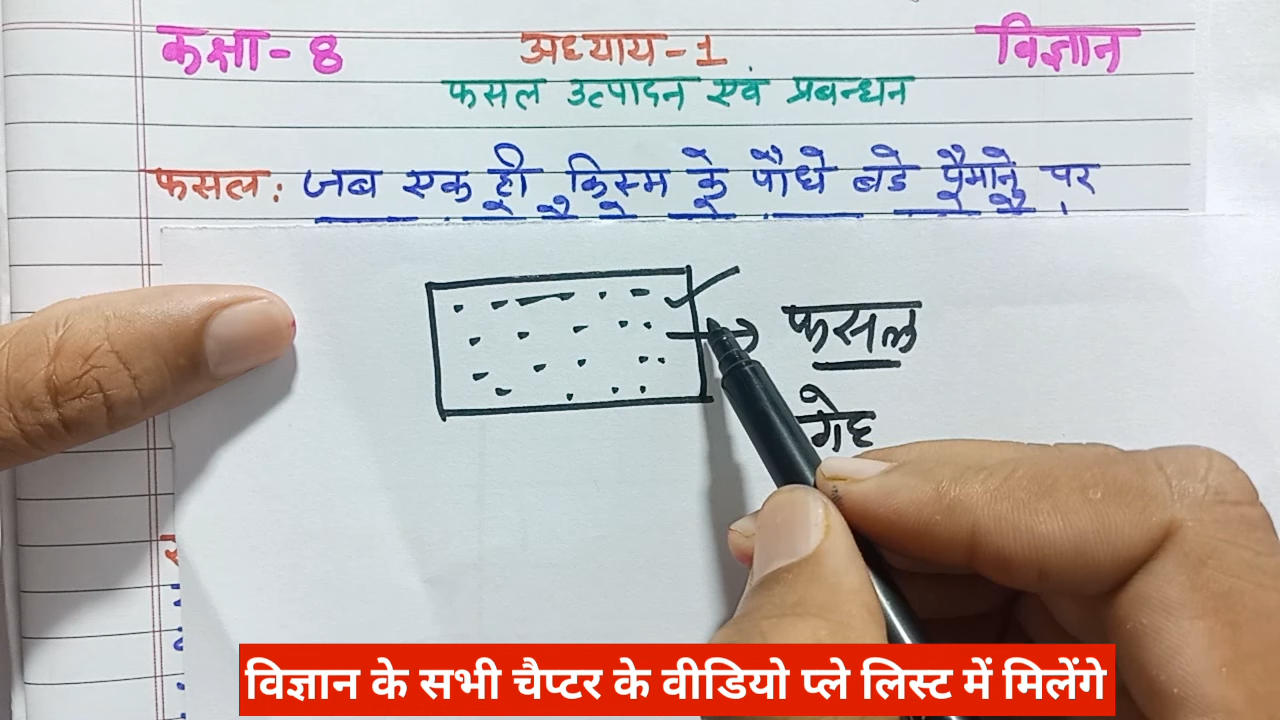 कक्षा-8 अध्याय-1 विज्ञान
फसल उत्पादन एवं प्रबन्धन
फसल: जब एक ही किस्म के पौधे बडे पैमाने पर
फसल
गेह
विज्ञान के सभी चैप्टर के वीडियो प्ले लिस्ट में मिलेंगे